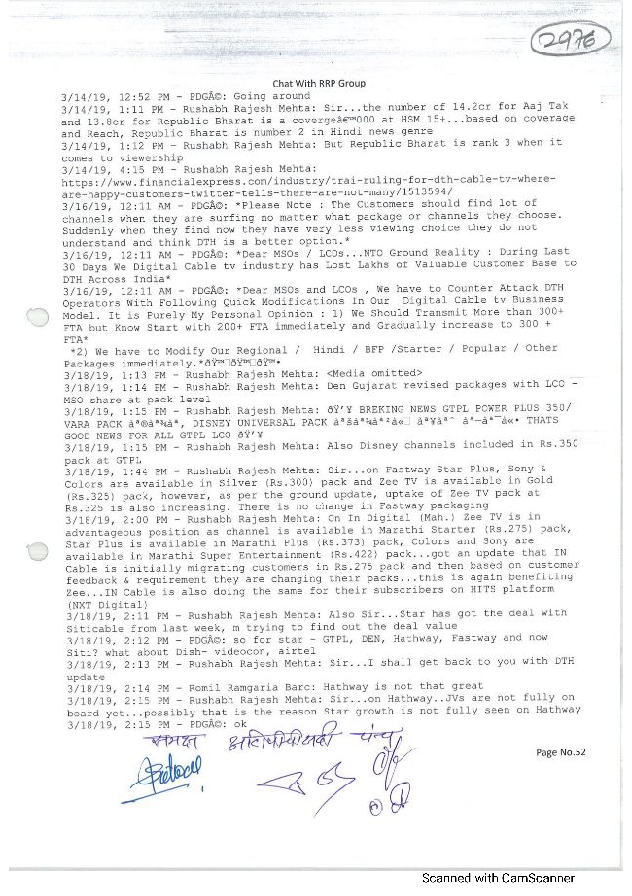 2976
Chat With RRP Group
3/14/19, 12:52 PM - PDGÂ©: Going around
3/14/19, 1:11 PM - Rushabh Rajesh Mehta: Sir...the number of 14.2cr for Aaj Tak
and 13.8cr for Republic Bharat is a coverageâ€™000 at HSM 15+...based on coverage
and Reach, Republic Bharat is number 2 in Hindi news genre
3/14/19, 1:12 PM - Rushabh Rajesh Mehta: But Republic Bharat is rank 3 when it
comes to viewership
3/14/19, 4:15 PM - Rushabh Rajesh Mehta:
https://www.financialexpress.com/industry/trai-ruling-for-dth-cable-tv-where-
are-happy-customers-twitter-tells-there-are-not-many/1513594/
3/16/19, 12:11 AM - PDGÂ©: *Please Note : The Customers should find lot of
channels when they are surfing no matter what package or channels they choose.
Suddenly when they find now they have very less viewing choice they do not
understand and think DTH is a better option.*
3/16/19, 12:11 AM - PDGÂ©: *Dear MSOs / LCOs...NTO Ground Reality : During Last
30 Days We Digital Cable tv industry has Lost Lakhs of Valuable Customer Base to
DTH Across India*
3/16/19, 12:11 AM - PDGÂ©: *Dear MSOs and LCOs , We have to Counter Attack DTH
Operators With Following Quick Modifications In Our Digital Cable tv Business
Model. It is Purely My Personal Opinion : 1) We Should Transmit More than 300+
FTA but Know Start with 200+ FTA immediately and Gradually increase to 300 +
FTA*
*2) We have to Modify Our Regional / Hindi / BFP /Starter / Popular / Other
Packages immediately.*
3/18/19, 1:13 PM - Rushabh Rajesh Mehta: <Media omitted>
3/18/19, 1:14 PM - Rushabh Rajesh Mehta: Den Gujarat revised packages with LCO -
MSO share at pack level
3/18/19, 1:15 PM - Rushabh Rajesh Mehta: BREKING NEWS GTPL POWER PLUS 350/
VARA PACK DISNEY UNIVERSAL PACK THATS
GOOD NEWS FOR ALL GTPL LCO
3/18/19, 1:15 PM - Rushabh Rajesh Mehta: Also Disney channels included in Rs.350
pack at GTPL
3/18/19, 1:44 PM - Rushabh Rajesh Mehta: Sir...on Fastway Star Plus, Sony &
Colors are available in Silver (Rs.300) pack and Zee TV is available in Gold
(Rs.325) pack, however, as per the ground update, uptake of Zee TV pack at
Rs.325 is also increasing. There is no change in Fastway packaging
3/18/19, 2:00 PM - Rushabh Rajesh Mehta: On In Digital (Mah.) Zee TV is in
advantageous position as channel is available in Marathi Starter (Rs.275) pack,
Star Plus is available in Marathi Plus (Rs.373) pack, Colors and Sony are
available in Marathi Super Entertainment (Rs.422) pack...got an update that IN
Cable is initially migrating customers in Rs.275 pack and then based on customer
feedback & requirement they are changing their packs...this is again benefiting
Zee...IN Cable is also doing the same for their subscribers on HITS platform
(NXT Digital)
3/18/19, 2:11 PM - Rushabh Rajesh Mehta: Also Sir...Star has got the deal with
Siticable from last week, m trying to find out the deal value
3/18/19, 2:12 PM - PDGÂ©: so for star - GTPL, DEN, Hathway, Fastway and now
Siti? what about Dish- videocor, airtel
3/18/19, 2:13 PM - Rushabh Rajesh Mehta: Sir...I shall get back to you with DTH
update
3/18/19, 2:14 PM - Romil Ramgaria Barc: Hathway is not that great
3/18/19, 2:15 PM - Rushabh Rajesh Mehta: Sir...on Hathway..JVs are not fully on
board yet...possibly that is the reason Star growth is not fully seen on Hathway
3/18/19, 2:15 PM - PDGÂ©: ok
समक्ष
Page No.52
Scanned with CamScanner